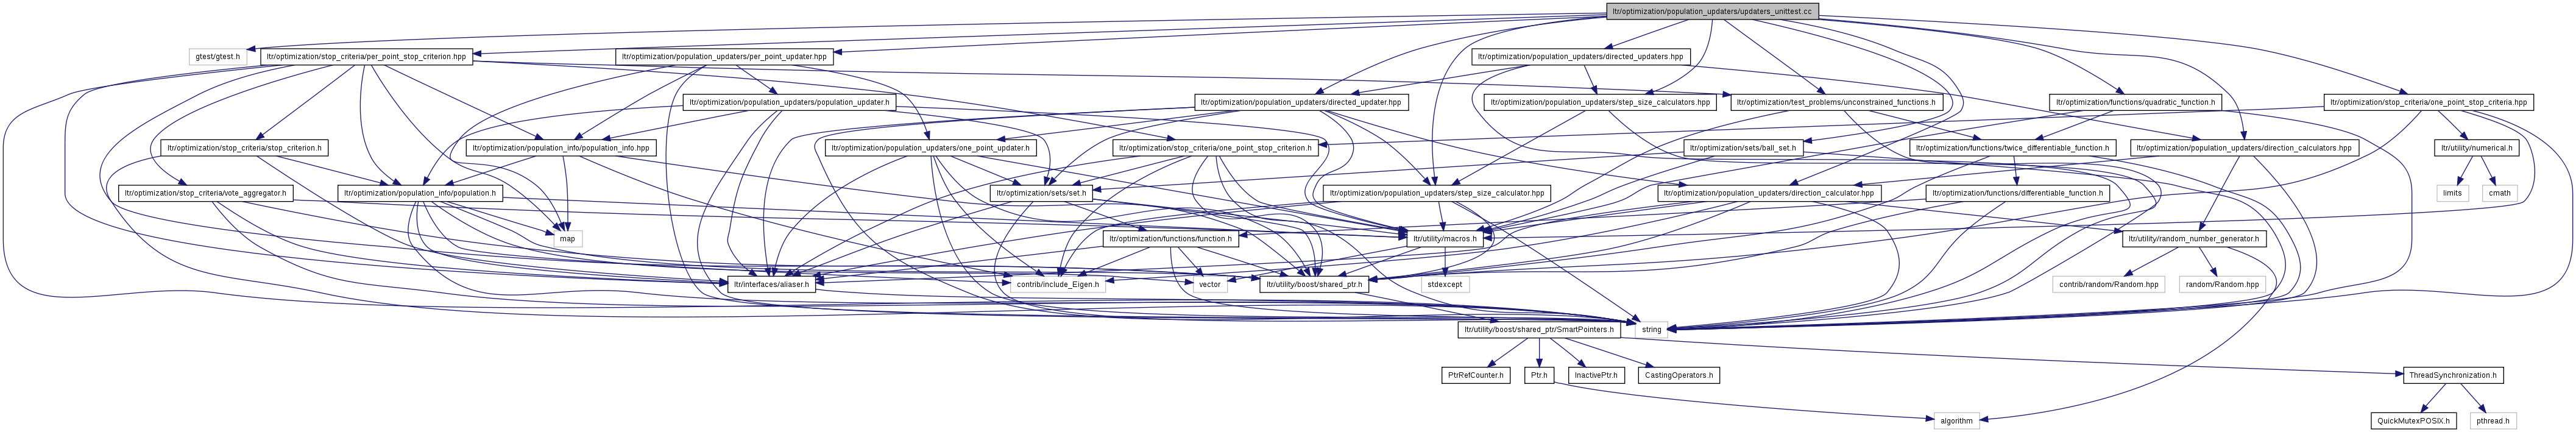 ltr/optimization/population_updaters/updaters_unittest.cc
gtest/gtest.h
ltr/optimization/stop_criteria/per_point_stop_criterion.hpp
ltr/optimization/population_updaters/per_point_updater.hpp
ltr/optimization/population_updaters/directed_updaters.hpp
ltr/optimization/population_updaters/population_updater.h
ltr/optimization/population_updaters/directed_updater.hpp
ltr/optimization/population_updaters/step_size_calculators.hpp
ltr/optimization/test_problems/unconstrained_functions.h
ltr/optimization/functions/quadratic_function.h
ltr/optimization/stop_criteria/one_point_stop_criteria.hpp
ltr/optimization/stop_criteria/stop_criterion.h
ltr/optimization/population_info/population_info.hpp
ltr/optimization/population_updaters/one_point_updater.h
ltr/optimization/stop_criteria/one_point_stop_criterion.h
ltr/optimization/sets/ball_set.h
ltr/optimization/functions/twice_differentiable_function.h
ltr/optimization/population_updaters/direction_calculators.hpp
ltr/utility/numerical.h
ltr/optimization/stop_criteria/vote_aggregator.h
ltr/optimization/population_info/population.h
ltr/optimization/sets/set.h
ltr/optimization/population_updaters/step_size_calculator.hpp
ltr/optimization/population_updaters/direction_calculator.hpp
ltr/optimization/functions/differentiable_function.h
limits
cmath
map
ltr/optimization/functions/function.h
ltr/utility/macros.h
ltr/utility/random_number_generator.h
ltr/interfaces/aliaser.h
contrib/include_Eigen.h
vector
ltr/utility/boost/shared_ptr.h
stdexcept
contrib/random/Random.hpp
random/Random.hpp
ltr/utility/boost/shared_ptr/SmartPointers.h
string
PtrRefCounter.h
Ptr.h
InactivePtr.h
CastingOperators.h
ThreadSynchronization.h
algorithm
QuickMutexPOSIX.h
pthread.h